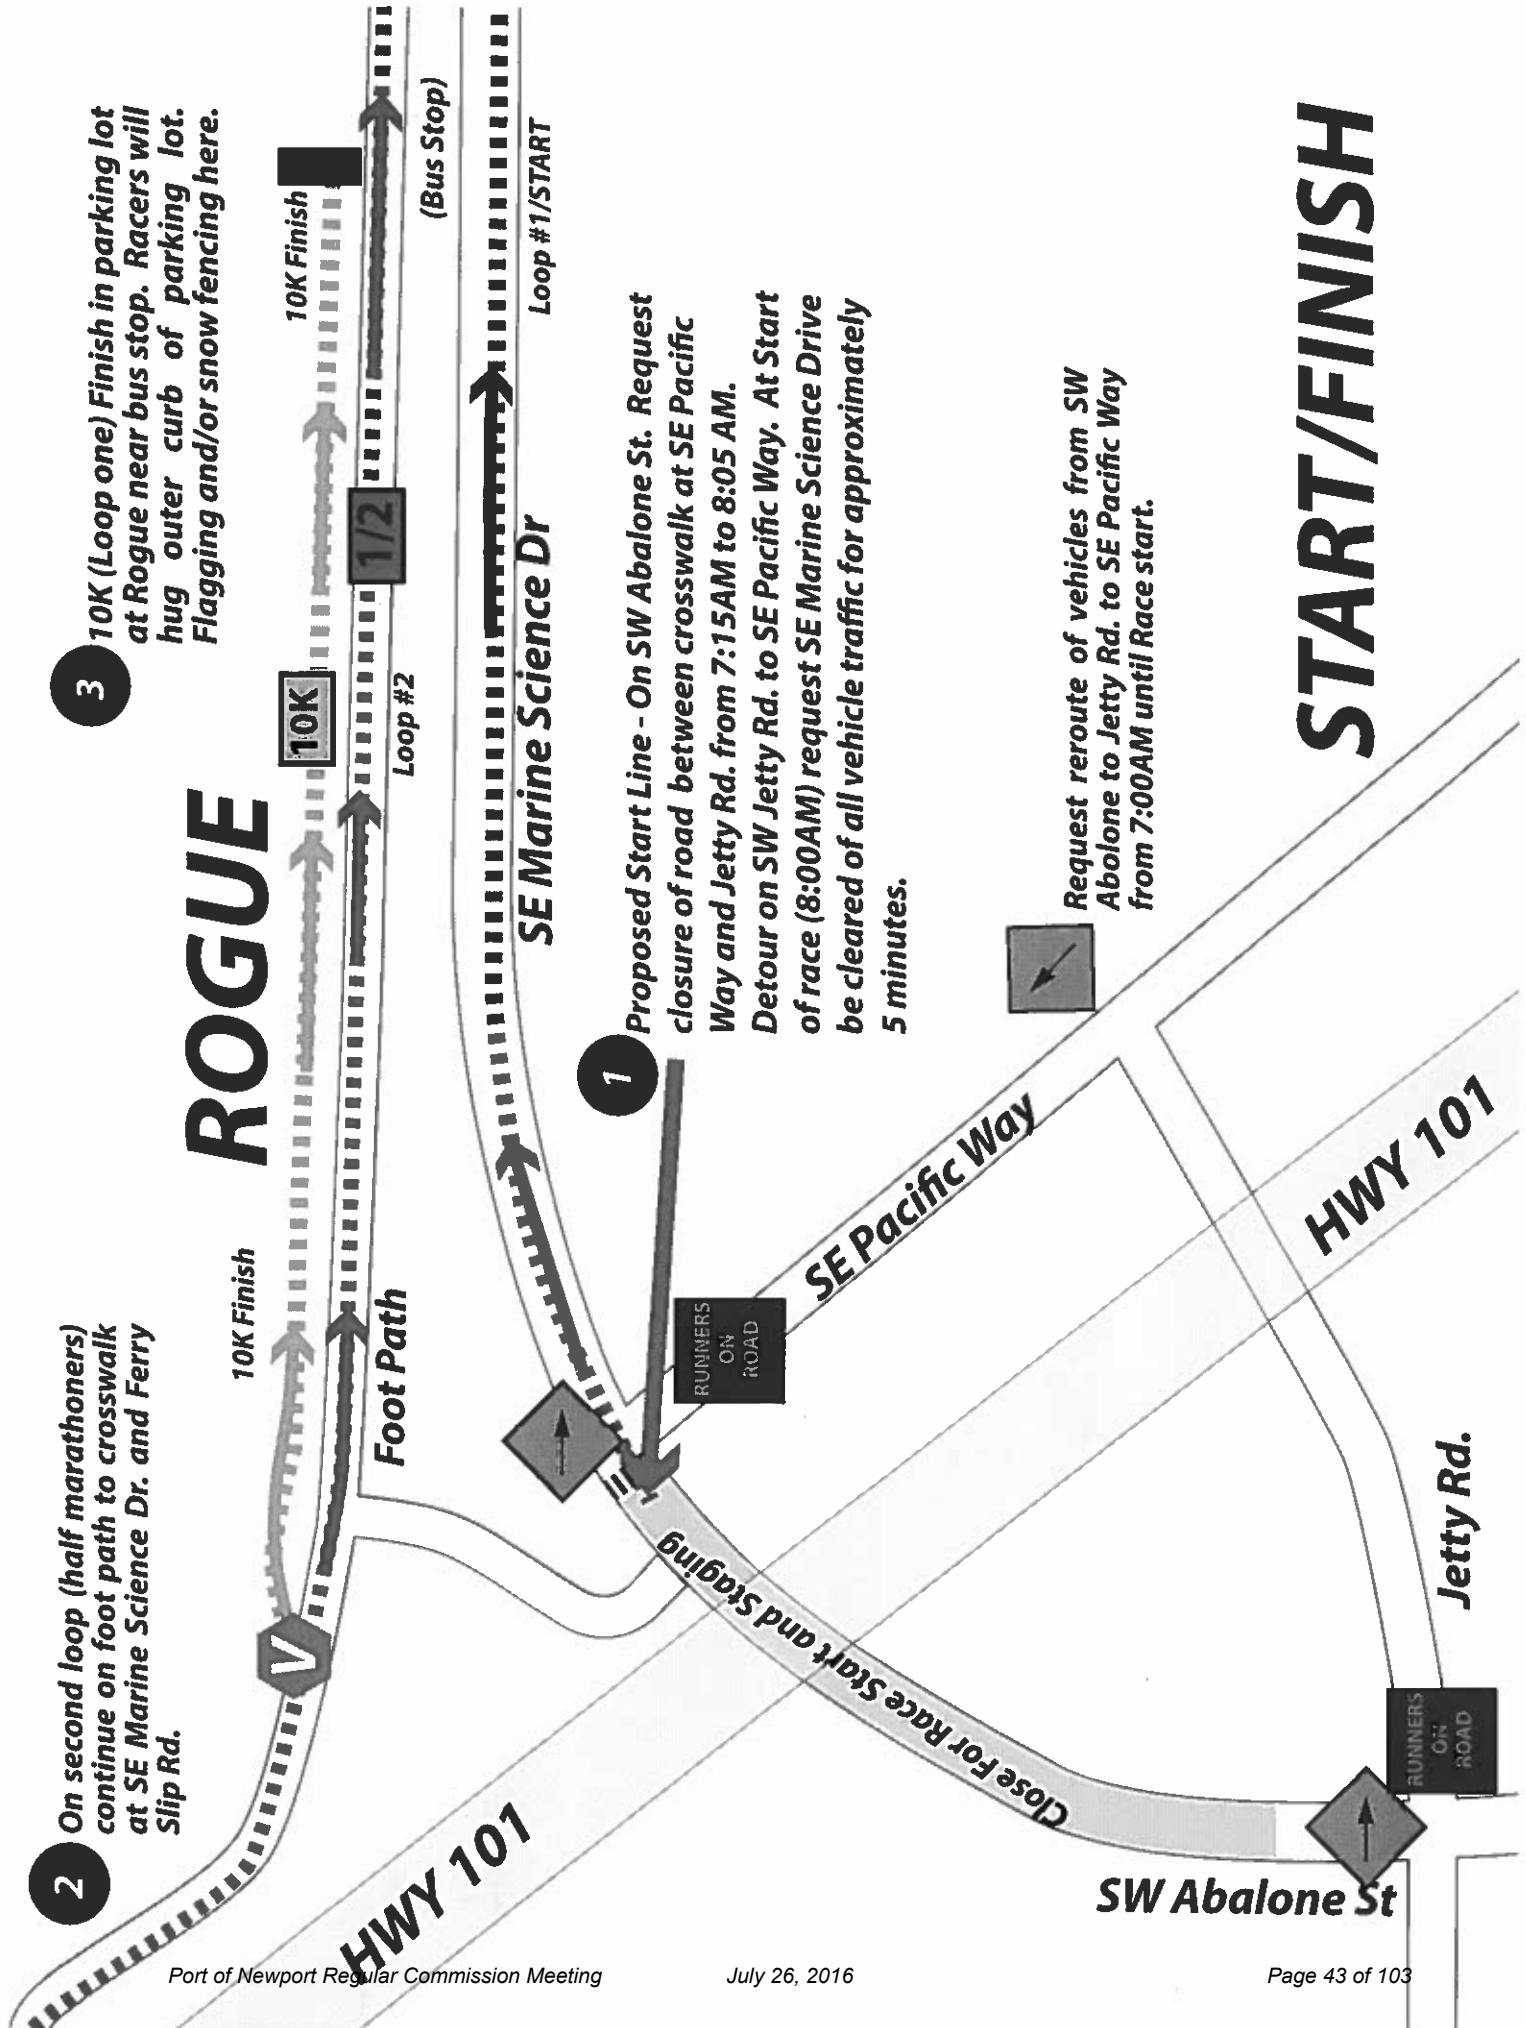 3
10K (Loop one) Finish in parking lot
at Rogue near bus stop. Racers will
hug outer curb of parking lot.
Flagging and/or snow fencing here.
2
On second loop (half marathoners)
continue on foot path to crosswalk
at SE Marine Science Dr. and Ferry
Slip Rd.
ROGUE
10K Finish
10K Finish
10K
1/2
V
Loop #2
Foot Path
(Bus Stop)
Loop #1/START
SE Marine Science Dr
1
Proposed Start Line - On SW Abalone St. Request
closure of road between crosswalk at SE Pacific
Way and Jetty Rd. from 7:15AM to 8:05 AM.
Detour on SW Jetty Rd. to SE Pacific Way. At Start
of race (8:00AM) request SE Marine Science Drive
be cleared of all vehicle traffic for approximately
5 minutes.
RUNNERS
ON
ROAD
SE Pacific Way
Request reroute of vehicles from SW
Abolone to Jetty Rd. to SE Pacific Way
from 7:00AM until Race start.
HWY 101
HWY 101
Close For Race Start and Staging
SW Abalone St
RUNNERS
ON
ROAD
Jetty Rd.
START/FINISH
Port of Newport Regular Commission Meeting
July 26, 2016
Page 43 of 103